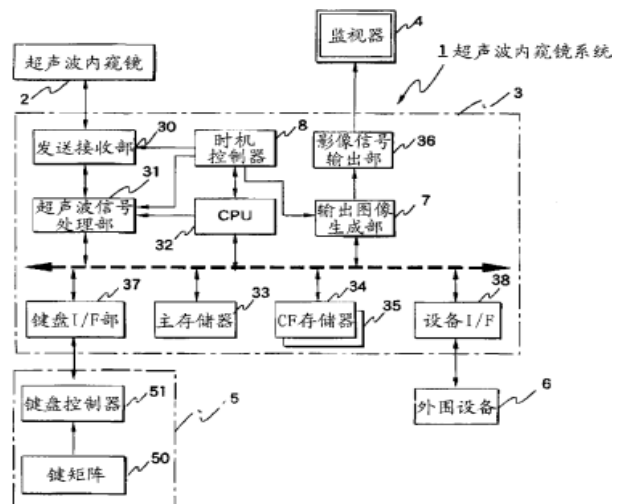 监视器
4
1 超声波内窥镜系统
超声波内窥镜
2
3
发送接收部
30
时机
控制器
8
影像信号
输出部
36
31
超声波信号
处理部
CPU
32
输出图像
生成部
7
37
键盘I/F部
主存储器
33
CF存储器
34
35
设备I/F
38
键盘控制器
51
5
外围设备
6
键矩阵
50